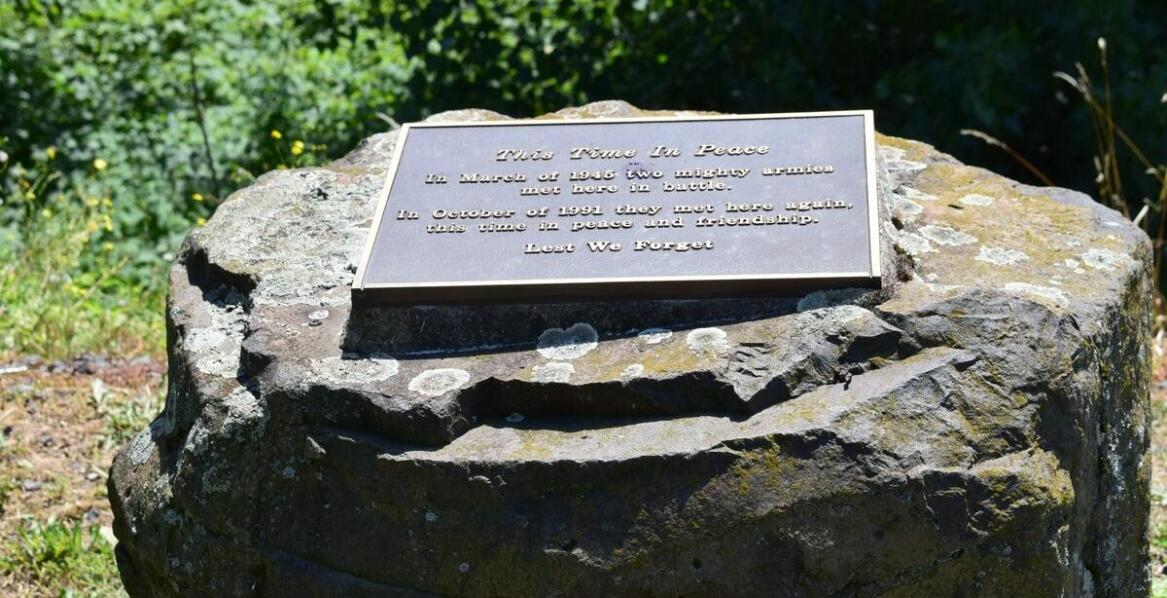 This Time In Peace
In March of 1945 two mighty armies
met here in battle.
In October of 1991 they met here again,
this time in peace and friendship.
Lest We Forget